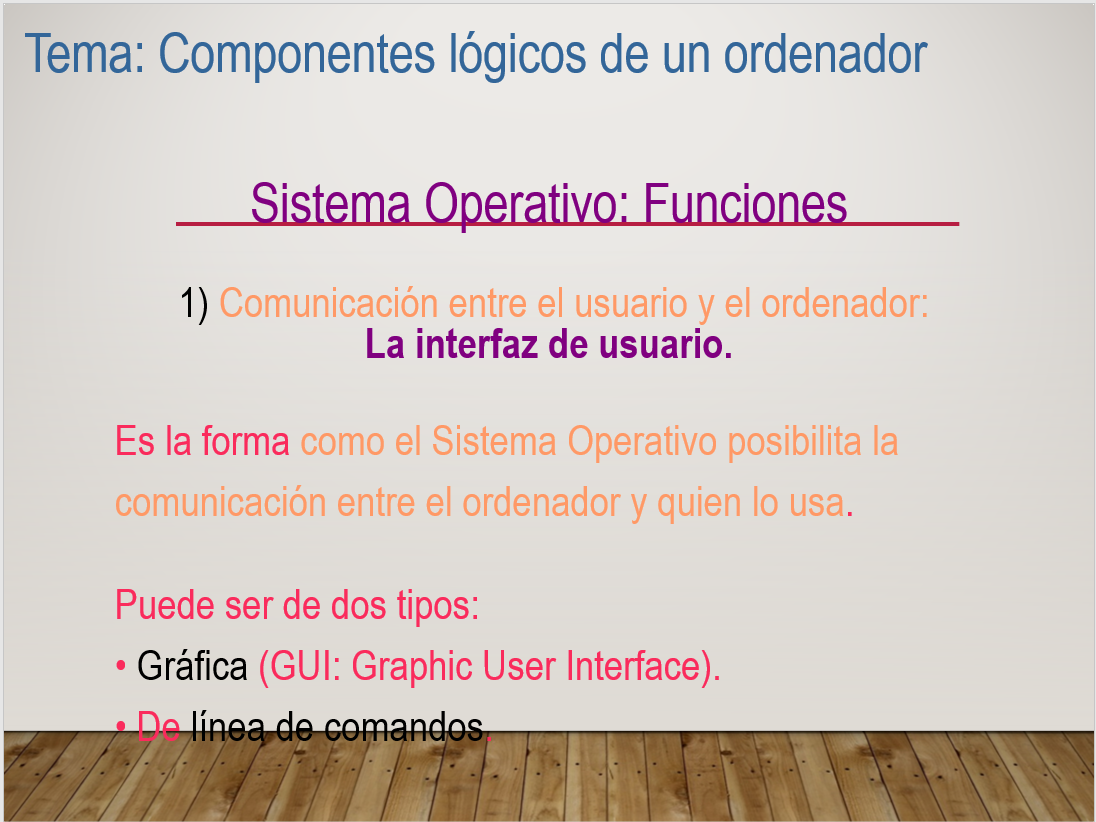 Tema: Componentes lógicos de un ordenador
Sistema Operativo: Funciones
1) Comunicación entre el usuario y el ordenador:
La interfaz de usuario.
Es la forma como el Sistema Operativo posibilita la
comunicación entre el ordenador y quien lo usa.
Puede ser de dos tipos:
• Gráfica (GUI: Graphic User Interface).
• De línea de comandos.